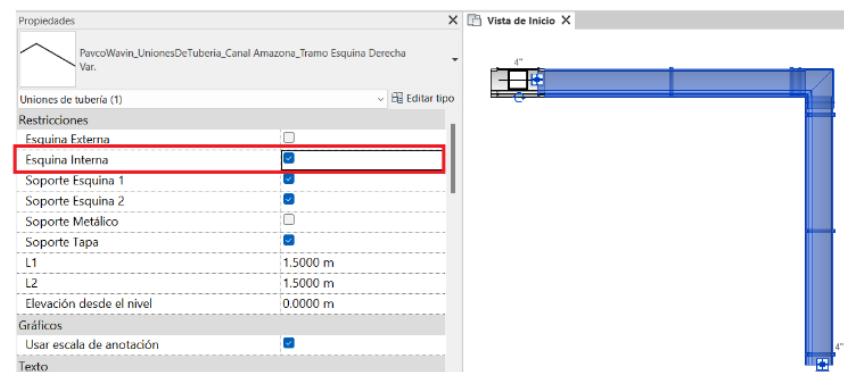 Propiedades
Vista de Inicio
PavcoWavin_UnionesDeTuberia_Canal Amazona_Tramo Esquina Derecha
Var.
Uniones de tubería (1)
Editar tipo
Restricciones
Esquina Externa
Esquina Interna
Soporte Esquina 1
Soporte Esquina 2
Soporte Metálico
Soporte Tapa
L1 1.5000 m
L2 1.5000 m
Elevación desde el nivel 0.0000 m
Gráficos
Usar escala de anotación
Texto
4"
4"